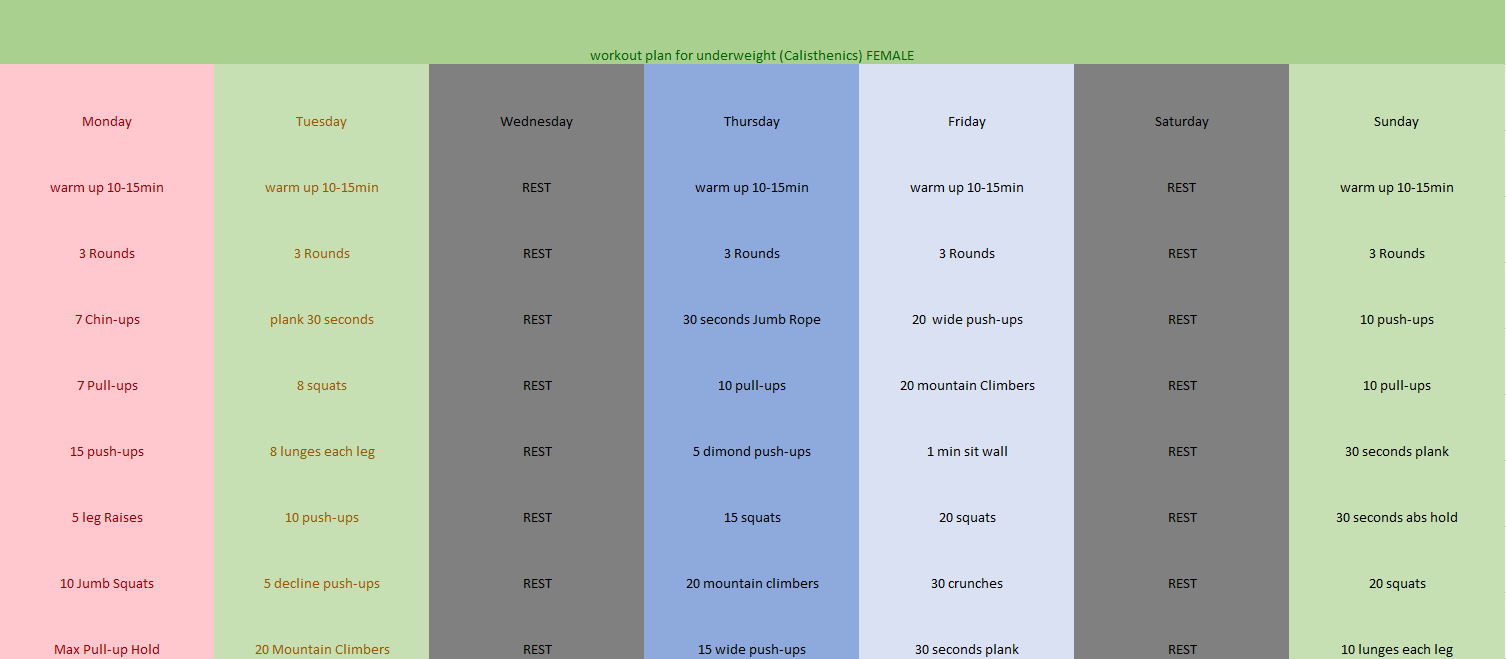 workout plan for underweight (Calisthenics) FEMALE
Monday Tuesday Wednesday Thursday Friday Saturday Sunday
warm up 10-15min warm up 10-15min REST warm up 10-15min warm up 10-15min REST warm up 10-15min
3 Rounds 3 Rounds REST 3 Rounds 3 Rounds REST 3 Rounds
7 Chin-ups plank 30 seconds REST 30 seconds Jumb Rope 20 wide push-ups REST 10 push-ups
7 Pull-ups 8 squats REST 10 pull-ups 20 mountain Climbers REST 10 pull-ups
15 push-ups 8 lunges each leg REST 5 dimond push-ups 1 min sit wall REST 30 seconds plank
5 leg Raises 10 push-ups REST 15 squats 20 squats REST 30 seconds abs hold
10 Jumb Squats 5 decline push-ups REST 20 mountain climbers 30 crunches REST 20 squats
Max Pull-up Hold 20 Mountain Climbers REST 15 wide push-ups 30 seconds plank REST 10 lunges each leg